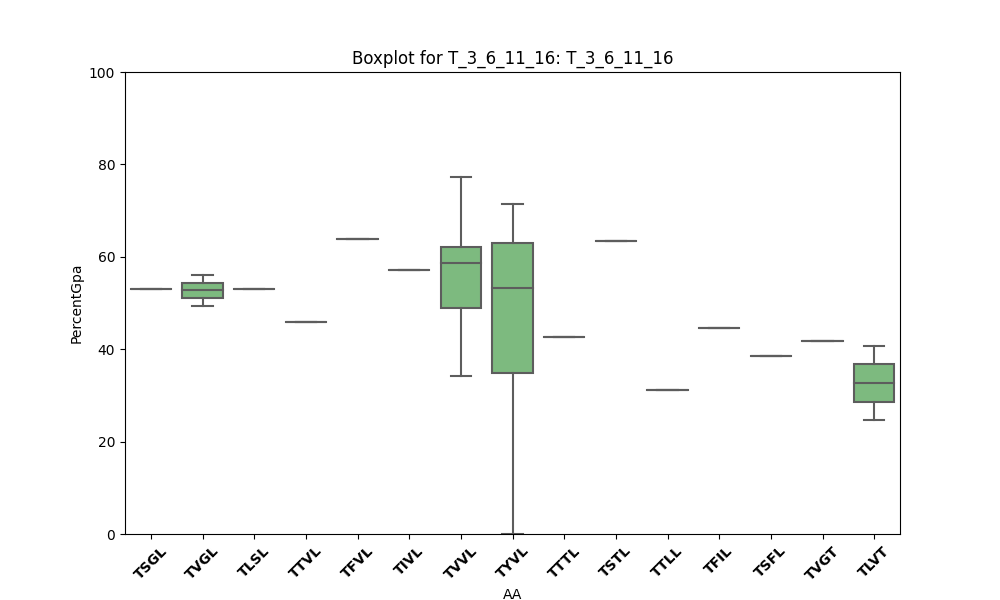 Boxplot for T_3_6_11_16: T_3_6_11_16
100
80
60
40
20
0
PercentGpa
TSGL TVGL TLSL TTVL TFVL TIVL TVVL TYVL TTTL TSTL TTLL TFIL TSFL TVGT TLVT
AA